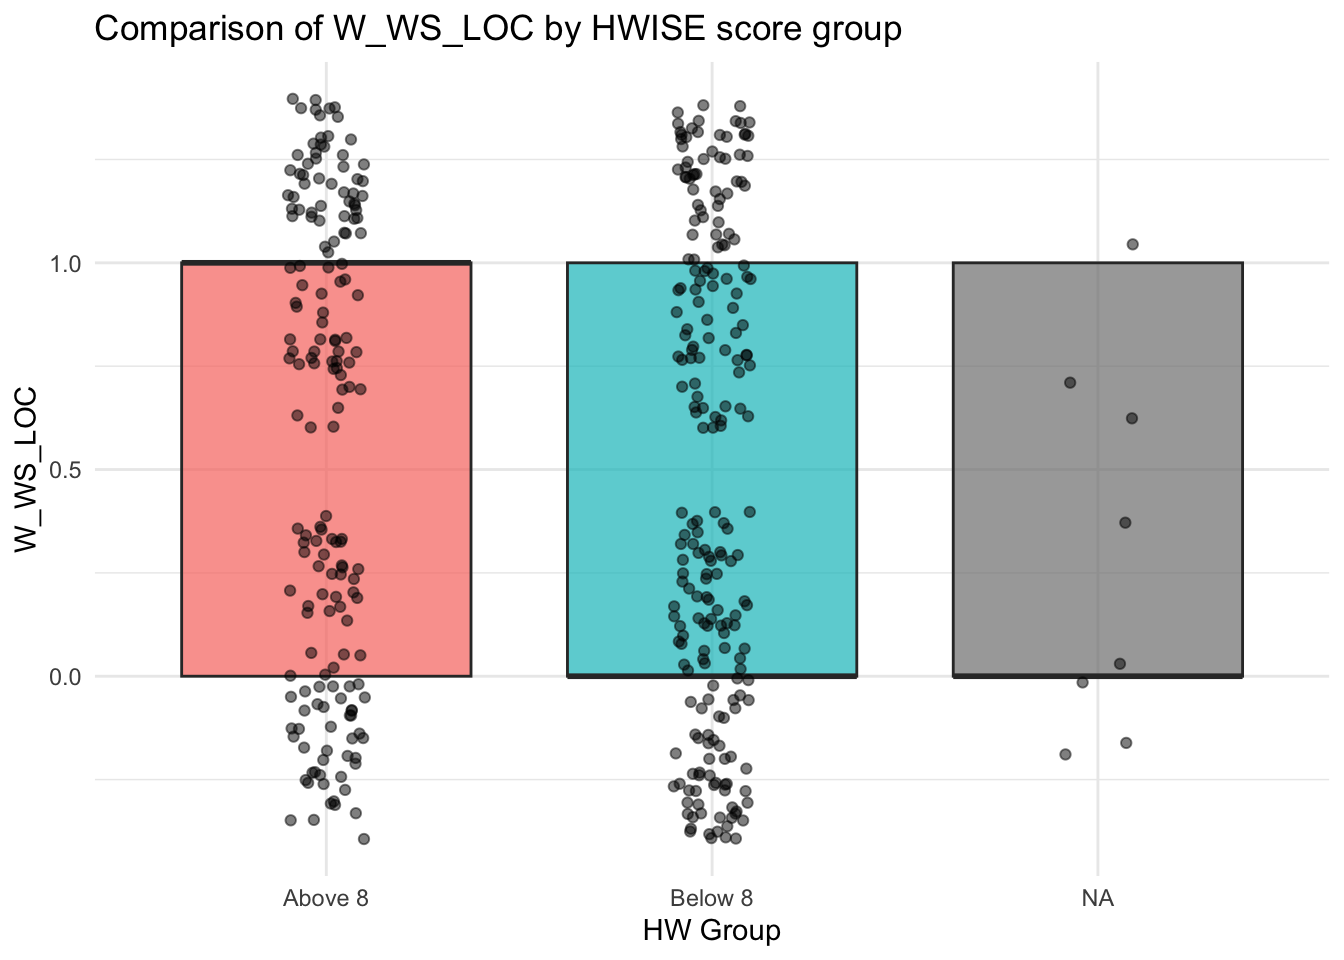 Comparison of W_WS_LOC by HWISE score group
W_WS_LOC
1.0
0.5
0.0
Above 8
Below 8
NA
HW Group